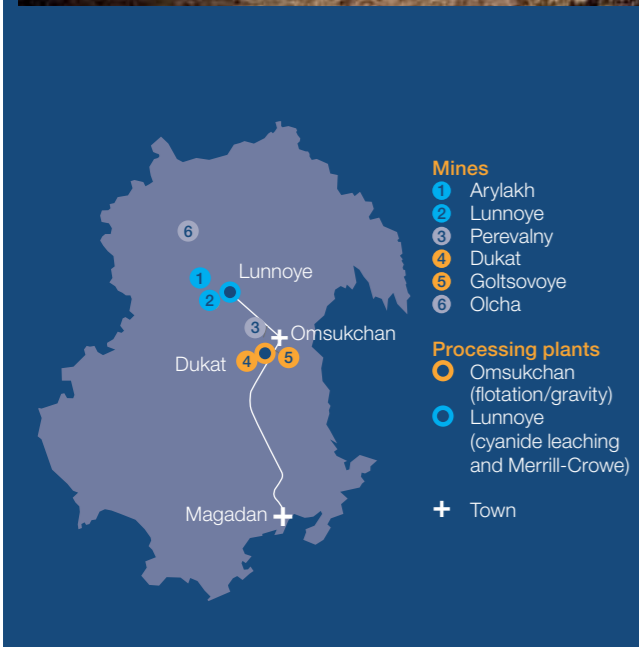 6
1
Lunnoye
2
3
Omsukchan
Dukat
4
5
Magadan
Mines
1 Arylakh
2 Lunnoye
3 Perevalny
4 Dukat
5 Goltsovoye
6 Olcha
Processing plants
Omsukchan
(flotation/gravity)
Lunnoye
(cyanide leaching
and Merrill-Crowe)
Town